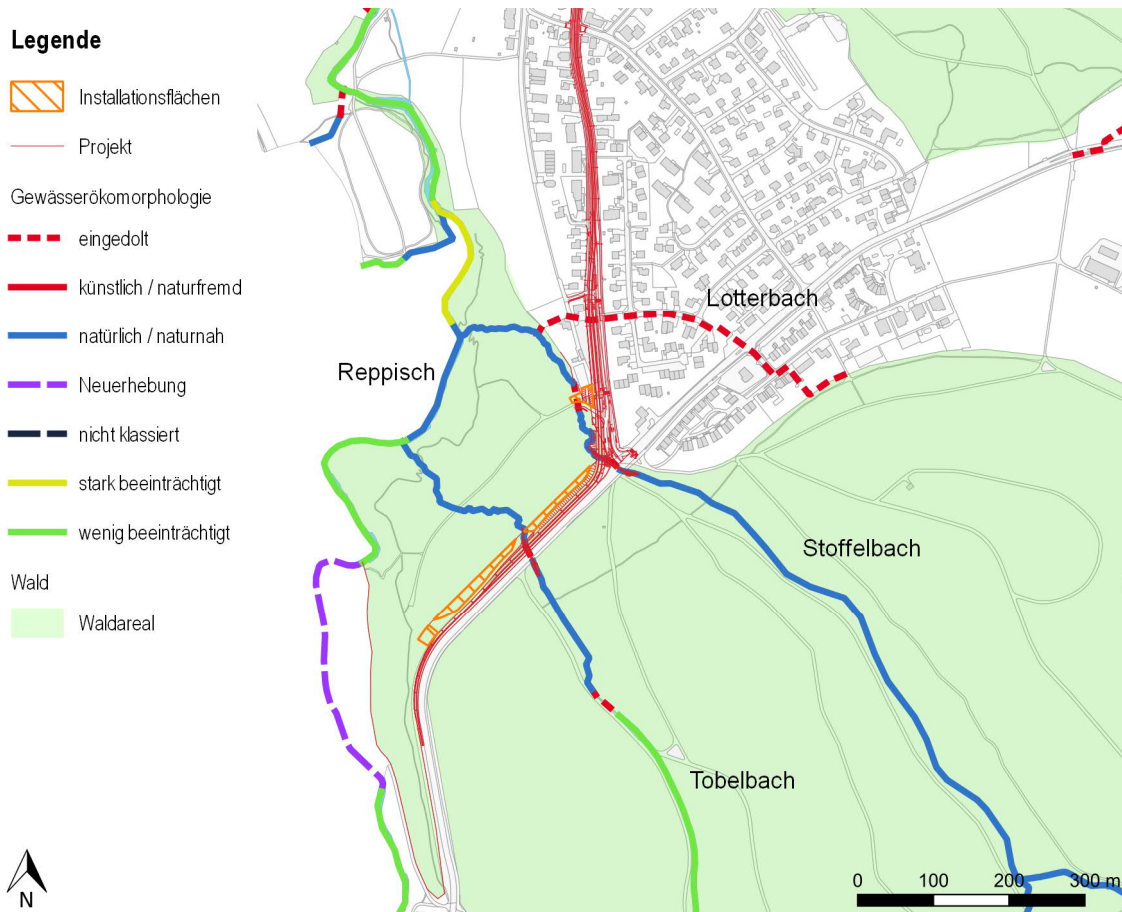 Legende
Installationsflächen
Projekt
Gewässerökomorphologie
eingedolt
künstlich / naturfremd
natürlich / naturnah
Neuerhebung
nicht klassiert
stark beeinträchtigt
wenig beeinträchtigt
Wald
Waldareal
N
Lotterbach
Reppisch
Stoffelbach
Tobelbach
0 100 200 300 m